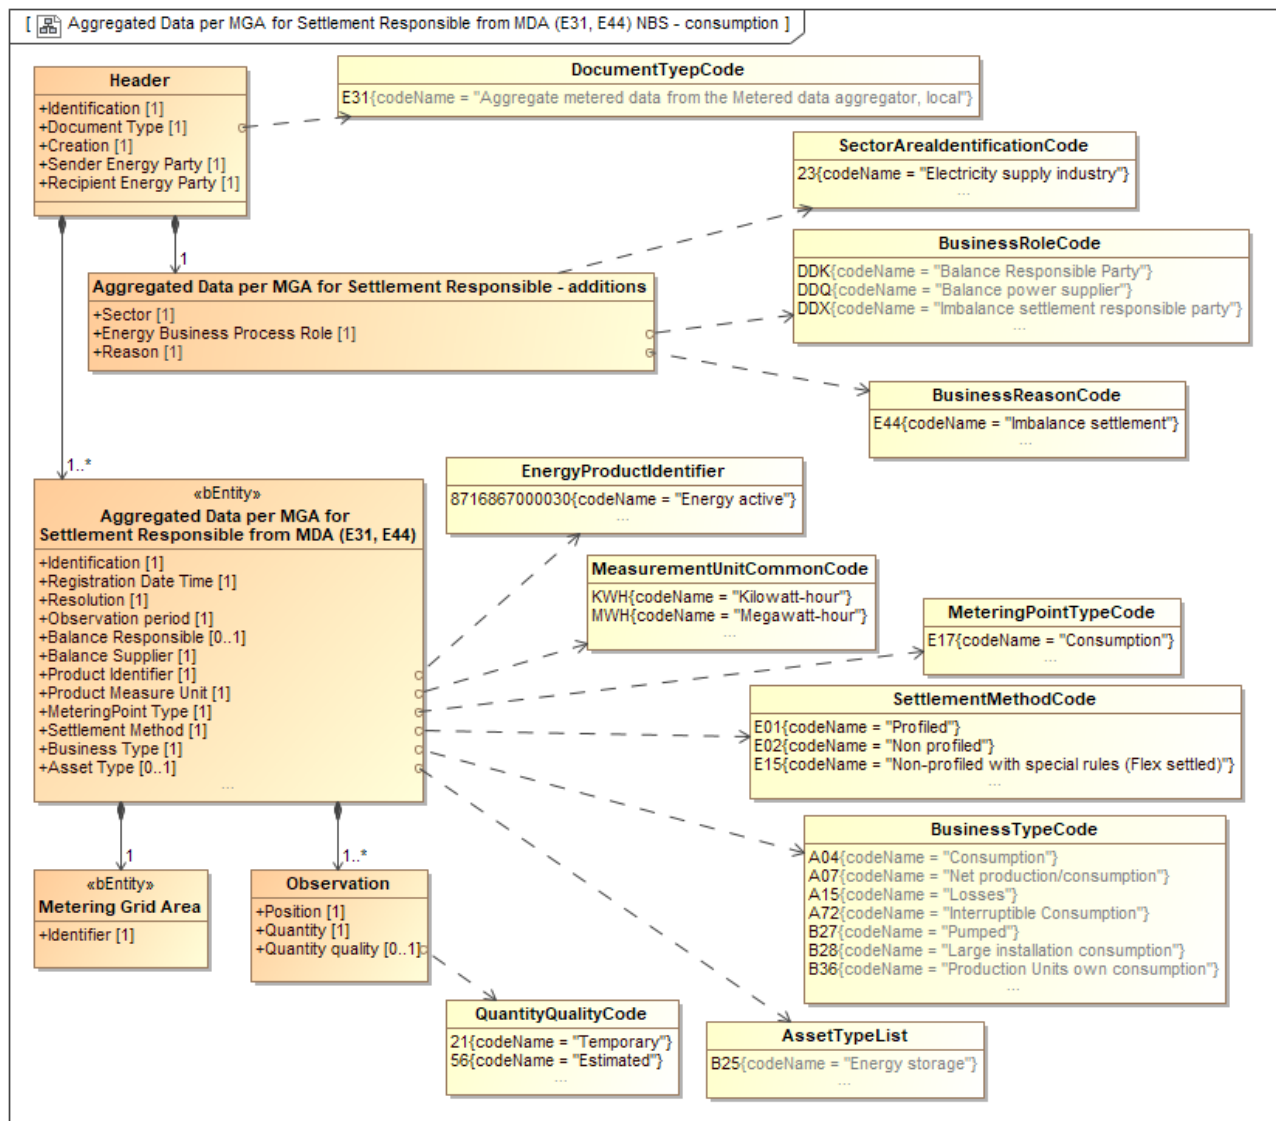 [ Aggregated Data per MGA for Settlement Responsible from MDA (E31, E44) NBS - consumption ]
Header
+Identification [1]
+Document Type [1]
+Creation [1]
+Sender Energy Party [1]
+Recipient Energy Party [1]
DocumentTyepCode
E31{codeName = "Aggregate metered data from the Metered data aggregator, local"}
SectorAreaIdentificationCode
23{codeName = "Electricity supply industry"}
...
1
Aggregated Data per MGA for Settlement Responsible - additions
+Sector [1]
+Energy Business Process Role [1]
+Reason [1]
BusinessRoleCode
DDK{codeName = "Balance Responsible Party"}
DDQ{codeName = "Balance power supplier"}
DDX{codeName = "Imbalance settlement responsible party"}
...
BusinessReasonCode
E44{codeName = "Imbalance settlement"}
...
1..*
«bEntity»
Aggregated Data per MGA for
Settlement Responsible from MDA (E31, E44)
+Identification [1]
+Registration Date Time [1]
+Resolution [1]
+Observation period [1]
+Balance Responsible [0..1]
+Balance Supplier [1]
+Product Identifier [1]
+Product Measure Unit [1]
+MeteringPoint Type [1]
+Settlement Method [1]
+Business Type [1]
+Asset Type [0..1]
...
EnergyProductIdentifier
8716867000030{codeName = "Energy active"}
...
MeasurementUnitCommonCode
KWH{codeName = "Kilowatt-hour"}
MWH{codeName = "Megawatt-hour"}
...
MeteringPointTypeCode
E17{codeName = "Consumption"}
...
SettlementMethodCode
E01{codeName = "Profiled"}
E02{codeName = "Non profiled"}
E15{codeName = "Non-profiled with special rules (Flex settled)"}
...
BusinessTypeCode
A04{codeName = "Consumption"}
A07{codeName = "Net production/consumption"}
A15{codeName = "Losses"}
A72{codeName = "Interruptible Consumption"}
B27{codeName = "Pumped"}
B28{codeName = "Large installation consumption"}
B36{codeName = "Production Units own consumption"}
...
1
«bEntity»
Metering Grid Area
+Identifier [1]
1..*
Observation
+Position [1]
+Quantity [1]
+Quantity quality [0..1]
QuantityQualityCode
21{codeName = "Temporary"}
56{codeName = "Estimated"}
...
AssetTypeList
B25{codeName = "Energy storage"}
...